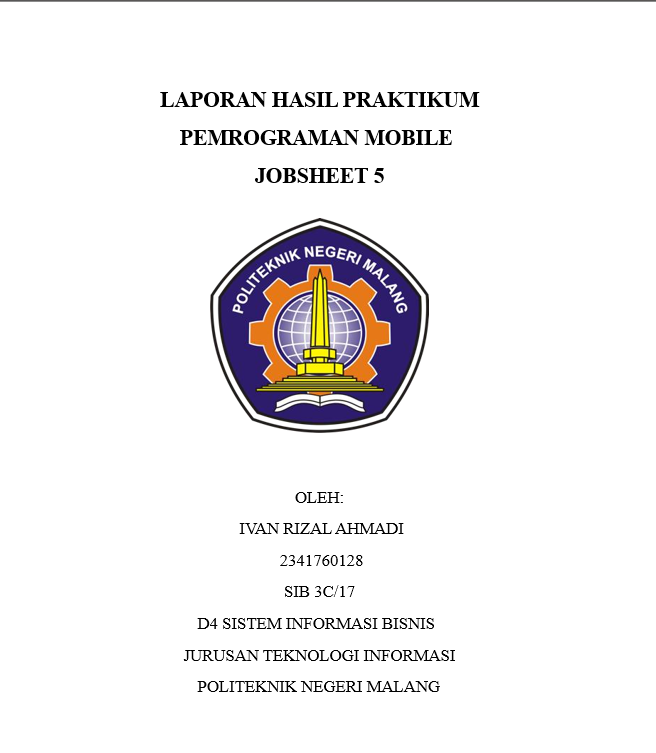 LAPORAN HASIL PRAKTIKUM
PEMROGRAMAN MOBILE
JOBSHEET 5
POLITEKNIK NEGERI MALANG
OLEH:
IVAN RIZAL AHMADI
2341760128
SIB 3C/17
D4 SISTEM INFORMASI BISNIS
JURUSAN TEKNOLOGI INFORMASI
POLITEKNIK NEGERI MALANG